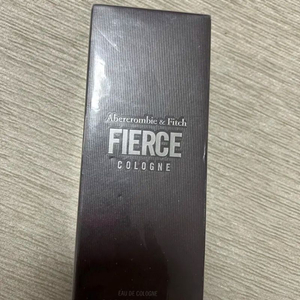 Abercrombie & Fitch
FIERCE
COLOGNE
EAU DE COLOGNE